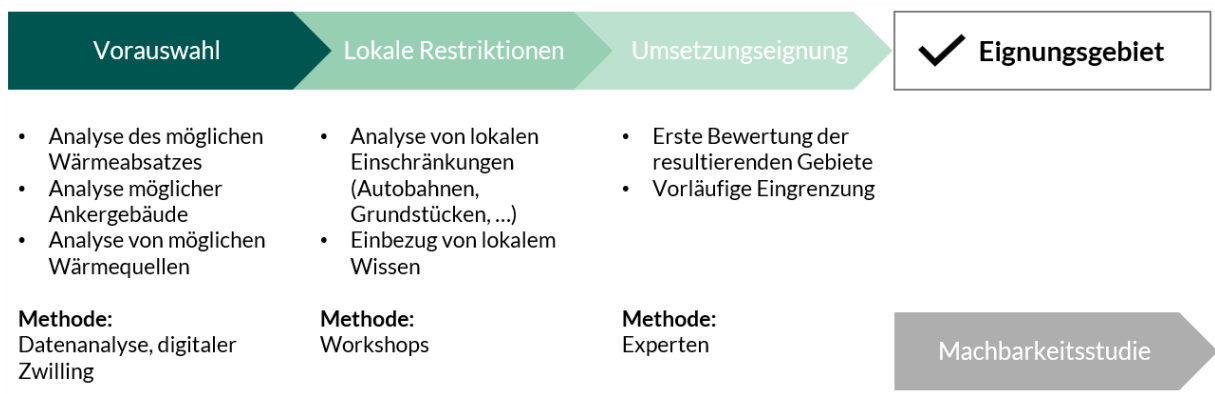 Vorauswahl
Lokale Restriktionen
Umsetzungseignung
Eignungsgebiet
• Analyse des möglichen
Wärmeabsatzes
• Analyse möglicher
Ankergebäude
• Analyse von möglichen
Wärmequellen
Methode:
Datenanalyse, digitaler
Zwilling
• Analyse von lokalen
Einschränkungen
(Autobahnen,
Grundstücken, ...)
• Einbezug von lokalem
Wissen
Methode:
Workshops
• Erste Bewertung der
resultierenden Gebiete
• Vorläufige Eingrenzung
Methode:
Experten
Machbarkeitsstudie